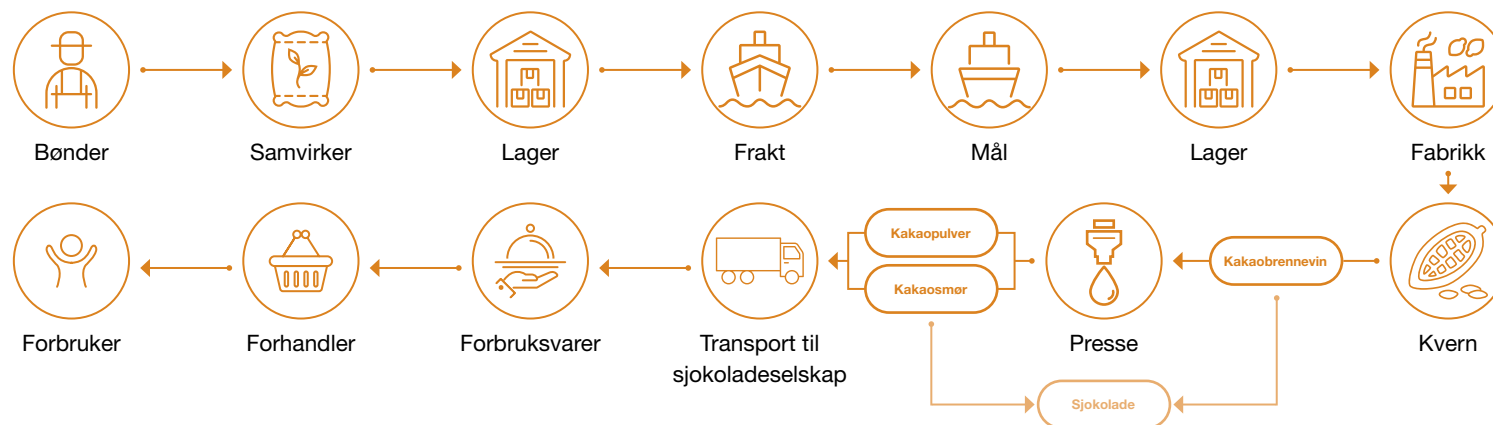 Bønder
Samvirker
Lager
Frakt
Mål
Lager
Fabrikk
Kvern
Kakaobrennevin
Presse
Kakaopulver
Kakaosmør
Sjokolade
Transport til
sjokoladeselskap
Forbruksvarer
Forhandler
Forbruker